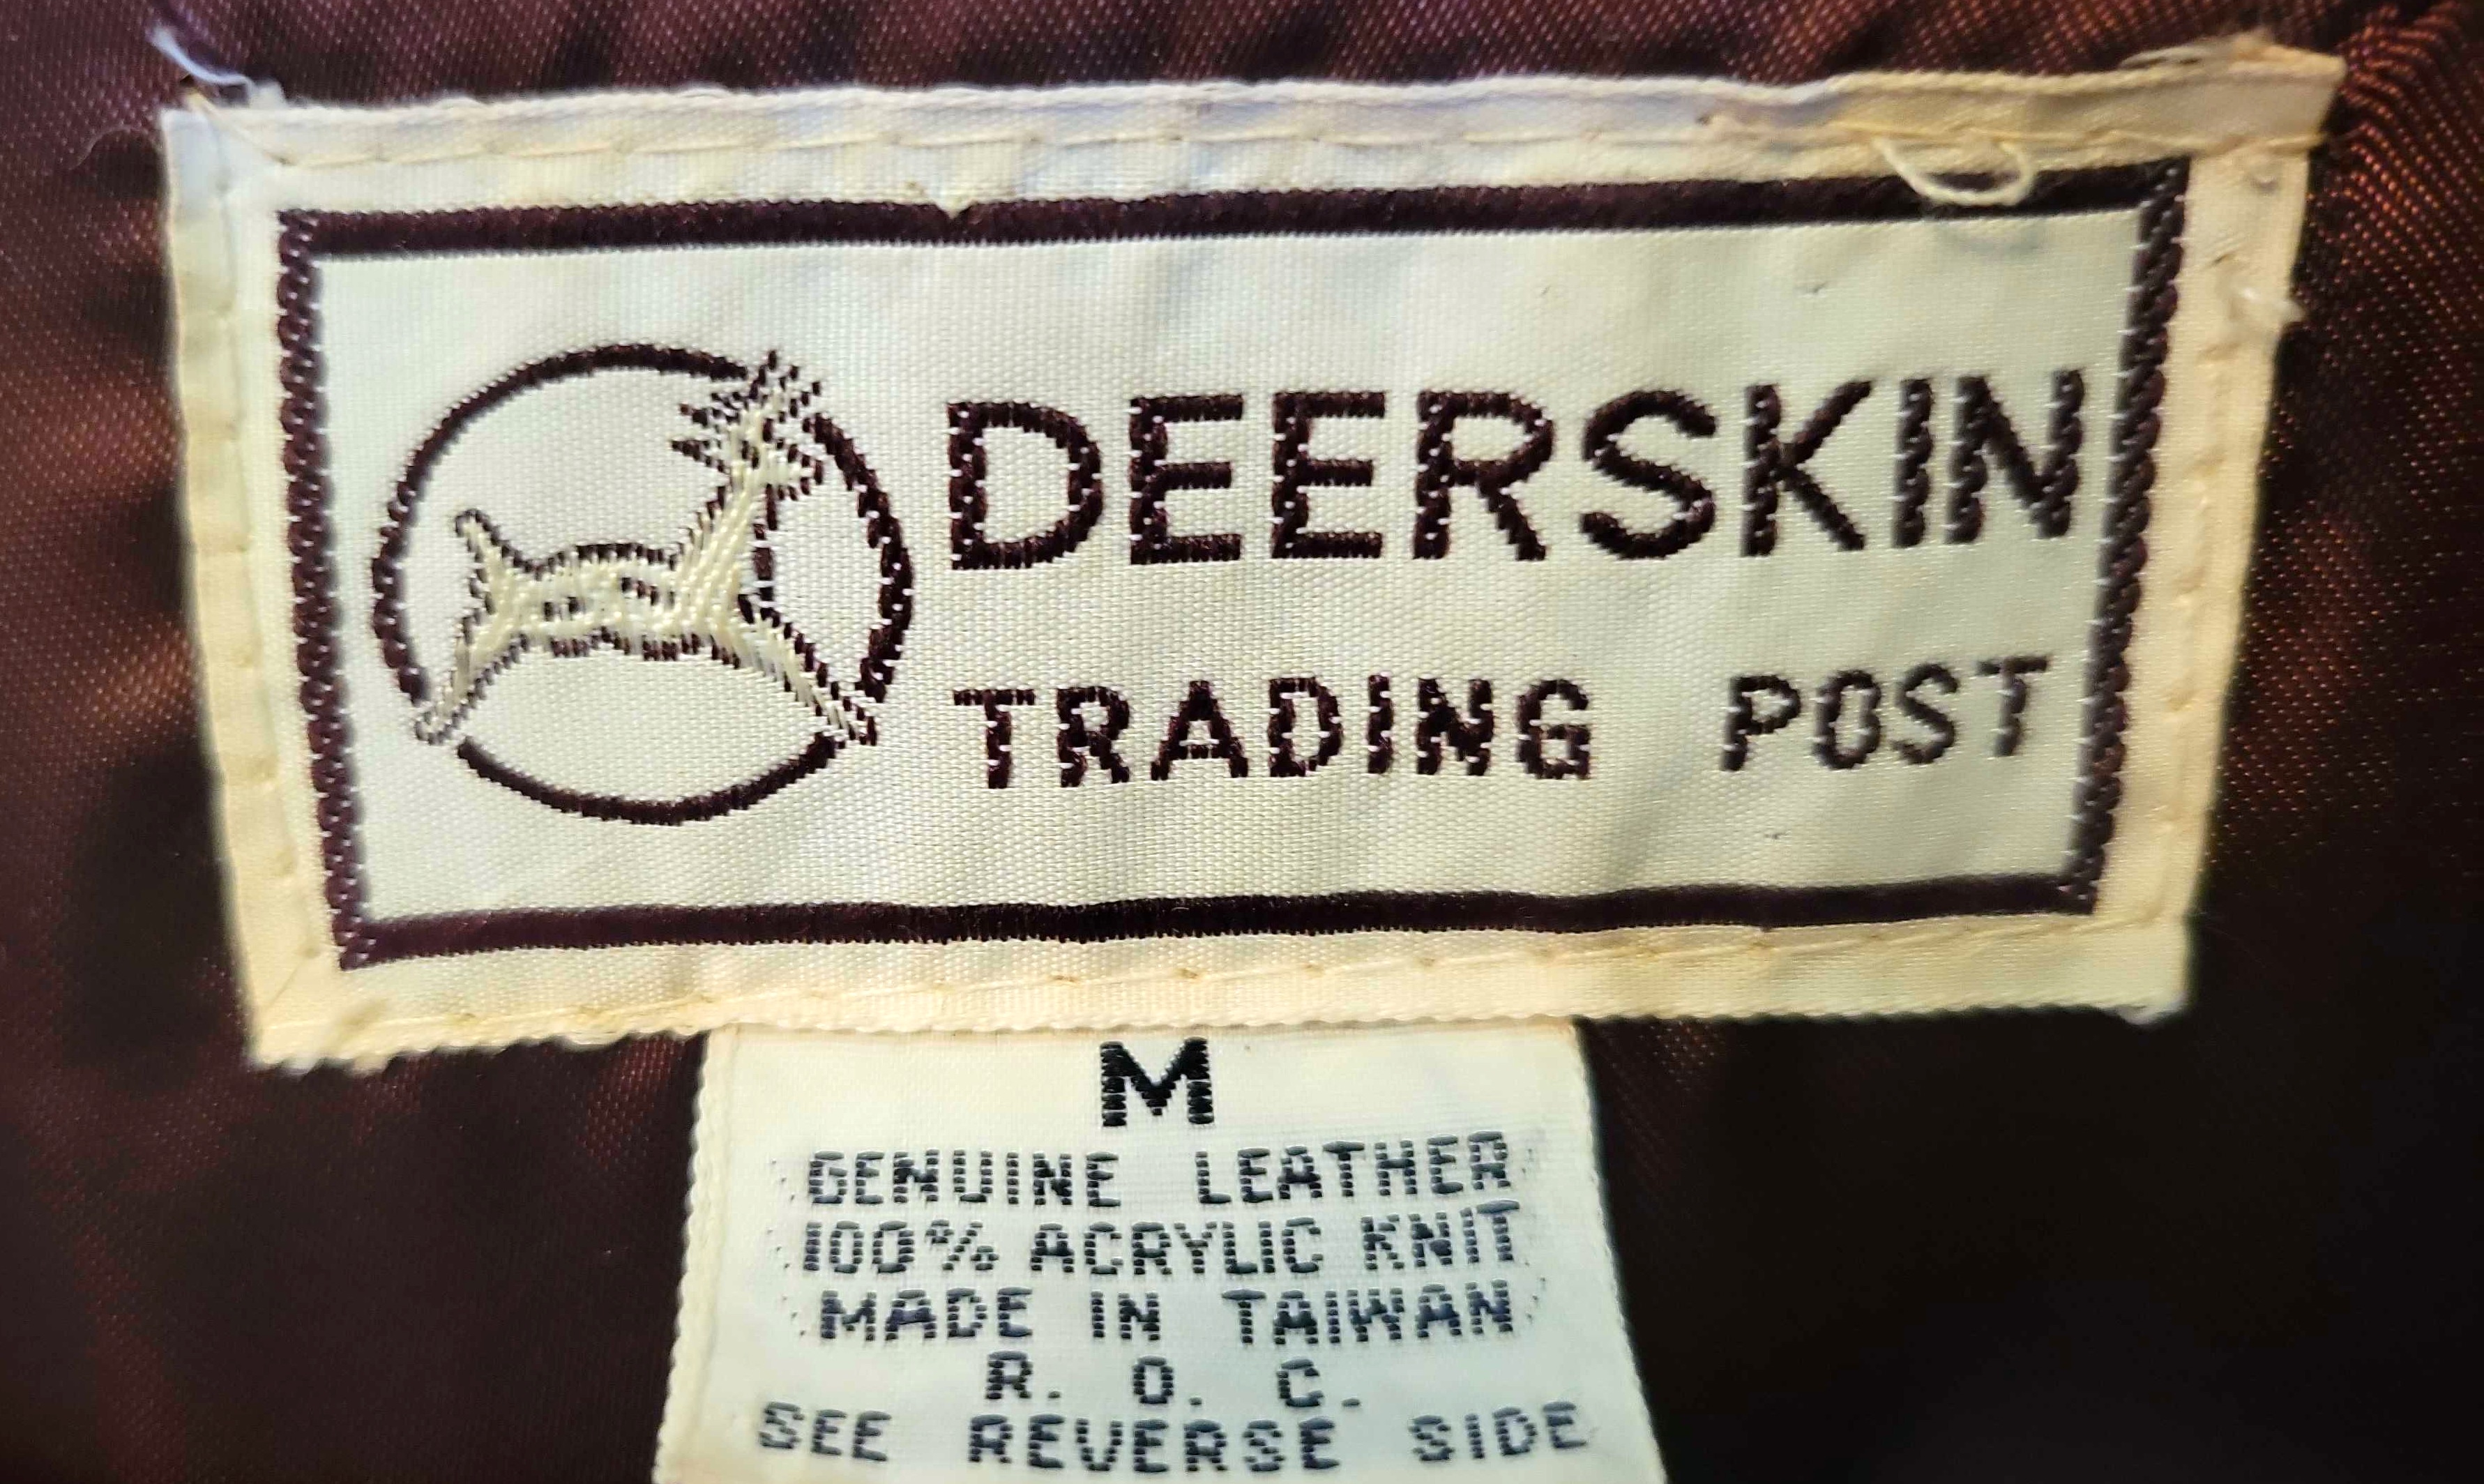 DEERSKIN
TRADING POST
M
GENUINE LEATHER
100% ACRYLIC KNIT
MADE IN TAIWAN
R. O. C.
SEE REVERSE SIDE